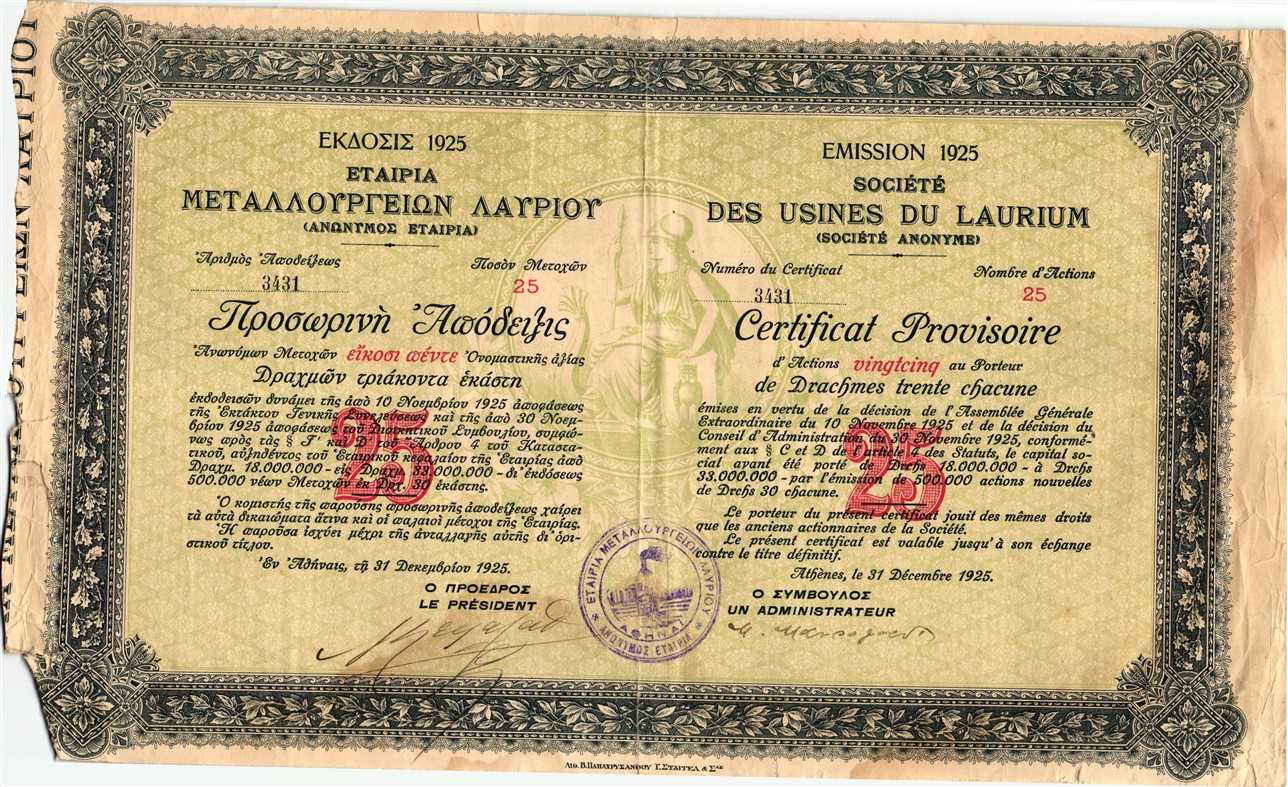 ΕΚΔΟΣΙΣ 1925
ΕΤΑΙΡΙΑ
ΜΕΤΑΛΛΟΥΡΓΕΙΩΝ ΛΑΥΡΙΟΥ
(ΑΝΩΝΥΜΟΣ ΕΤΑΙΡΙΑ)
Ἀριθμὸς Ἀποδείξεως
3431
Ποσὸν Μετοχῶν
25
Προσωρινὴ Ἀπόδειξις
Ἀνωνύμων Μετοχῶν εἴκοσι πέντε Ὀνομαστικῆς ἀξίας
Δραχμῶν τριάκοντα ἑκάστη
ἐκδοδεισῶν δυνάμει τῆς ἀπὸ 10 Νοεμβρίου 1925 ἀποφάσεως
τῆς Ἐκτάκτου Γενικῆς Συνελεύσεως καὶ τῆς ἀπὸ 30 Νοεμ-
βρίου 1925 ἀποφάσεως τοῦ Διοικητικοῦ Συμβουλίου, συμφώ-
νως πρὸς τὰς § Γ' καὶ Δ τοῦ Ἄρθρου 4 τοῦ Καταστα-
τικοῦ, αὐξηδέντος τοῦ Ἑταιρικοῦ κεφαλαίου τῆς Ἑταιρίας ἀπὸ
Δραχμ. 18.000.000 - εἰς Δραχμ. 33.000.000 - δι' ἐκδόσεως
500.000 νέων Μετοχῶν ἐκ Δρχ. 30 ἑκάστης.
25
Ὁ κομιστὴς τῆς παρούσης προσωρινῆς ἀποδείξεως χαίρει
τὰ αὐτὰ δικαιώματα ἅτινα καὶ οἱ παλαιοὶ μέτοχοι τῆς Ἑταιρίας.
Ἡ παροῦσα ἰσχύει μέχρι τῆς ἀνταλλαγῆς αὐτῆς δι' ὁρι-
στικοῦ τίτλου.
Ἐν Ἀθήναις, τῇ 31 Δεκεμβρίου 1925.
Ο ΠΡΟΕΔΡΟΣ
LE PRÉSIDENT
EMISSION 1925
SOCIÉTÉ
DES USINES DU LAURIUM
(SOCIÉTÉ ANONYME)
Numéro du Certificat
3431
Nombre d'Actions
25
Certificat Provisoire
d'Actions vingtcinq au Porteur
de Drachmes trente chacune
émises en vertu de la décision de l'Assemblée Générale
Extraordinaire du 10 Novembre 1925 et de la décision du
Conseil d'Administration du 30 Novembre 1925, conformé-
ment aux § C et D de l'article 4 des Statuts, le capital so-
cial ayant été porté de Drchs 18.000.000 - à Drchs
33.000.000 - par l'émission de 500.000 actions nouvelles
de Drchs 30 chacune.
25
Le porteur du présent certificat jouit des mêmes droits
que les anciens actionnaires de la Société.
Le présent certificat est valable jusqu'à son échange
contre le titre définitif.
Athènes, le 31 Décembre 1925.
Ο ΣΥΜΒΟΥΛΟΣ
UN ADMINISTRATEUR
ΕΤΑΙΡΙΑ ΜΕΤΑΛΛΟΥΡΓΕΙΩΝ ΛΑΥΡΙΟΥ
ΑΘΗΝΑΙ
ΑΝΩΝΥΜΟΣ ΕΤΑΙΡΙΑ
Λιθ. Β. Παπαχρυσάνθου Γ. Στάγγελ & Σια